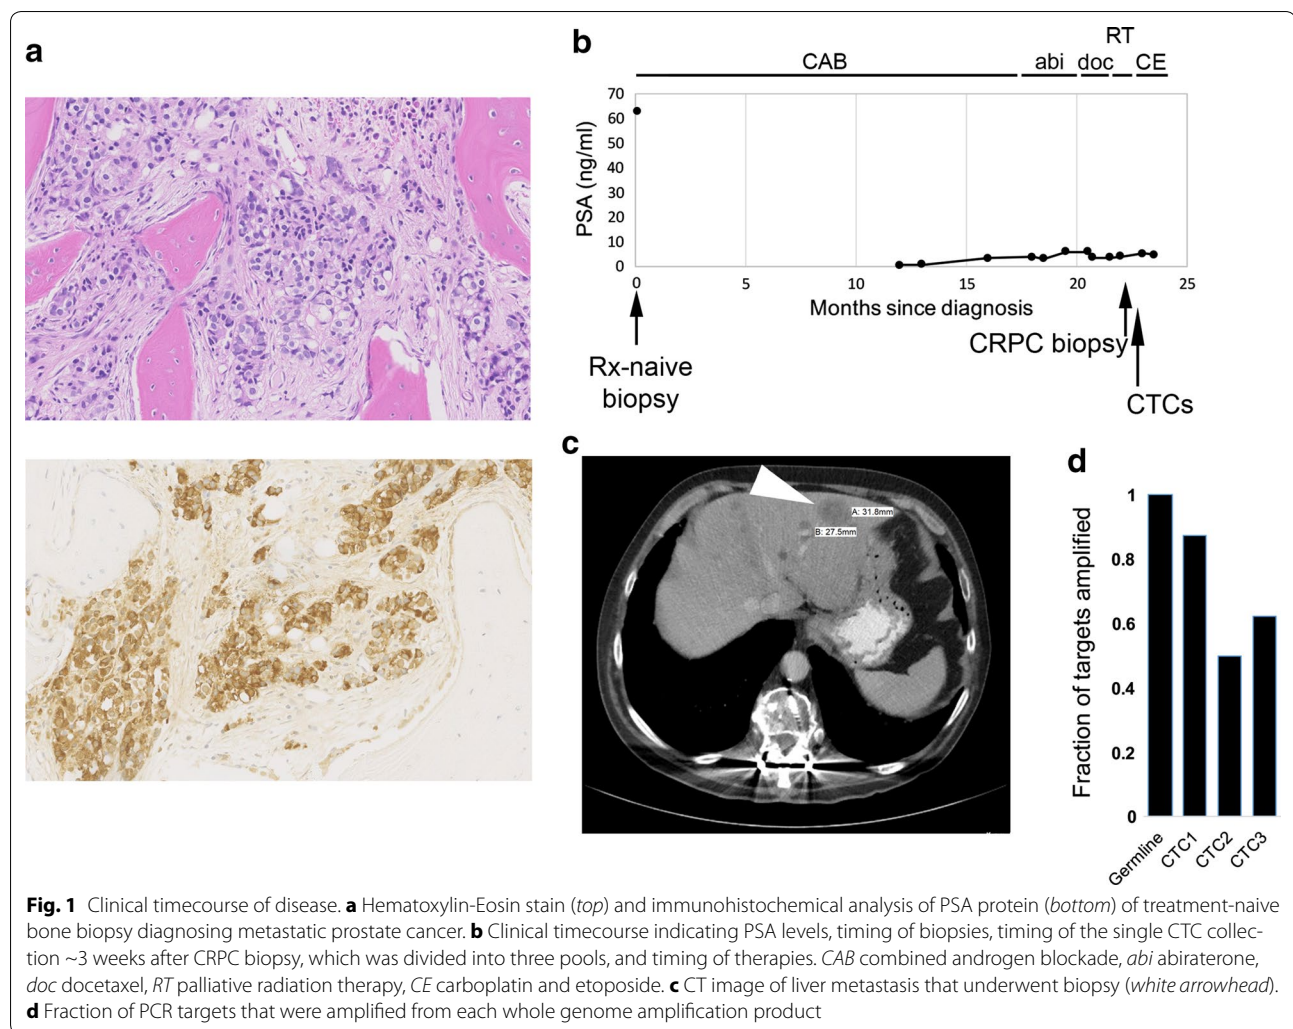 a
b
RT
CAB abi doc CE
70
60
50
40
30
20
10
0
PSA (ng/ml)
0 5 10 15 20 25
Months since diagnosis
Rx-naive
biopsy
CRPC biopsy
CTCs
c
A: 31.8mm
B: 27.5mm
d
1
0.8
0.6
0.4
0.2
0
Fraction of targets amplified
Germline
CTC1
CTC2
CTC3
Fig. 1 Clinical timecourse of disease. a Hematoxylin-Eosin stain (top) and immunohistochemical analysis of PSA protein (bottom) of treatment-naive
bone biopsy diagnosing metastatic prostate cancer. b Clinical timecourse indicating PSA levels, timing of biopsies, timing of the single CTC collec-
tion ~3 weeks after CRPC biopsy, which was divided into three pools, and timing of therapies. CAB combined androgen blockade, abi abiraterone,
doc docetaxel, RT palliative radiation therapy, CE carboplatin and etoposide. c CT image of liver metastasis that underwent biopsy (white arrowhead).
d Fraction of PCR targets that were amplified from each whole genome amplification product